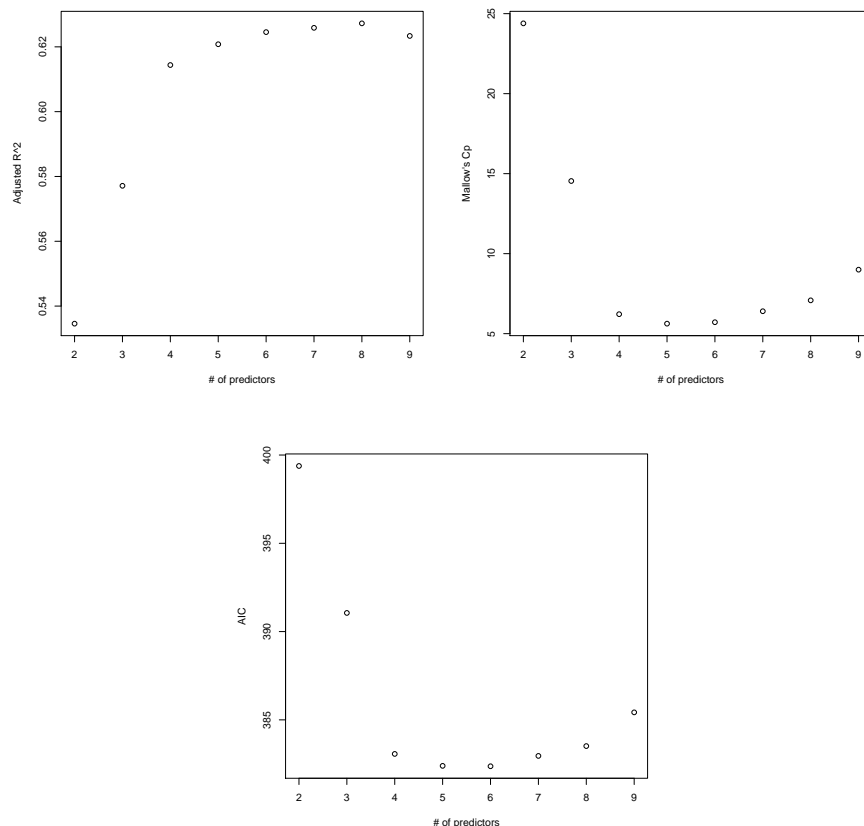 Adjusted R^2
0.54 0.56 0.58 0.60 0.62
2 3 4 5 6 7 8 9
# of predictors
Mallow's Cp
5 10 15 20 25
2 3 4 5 6 7 8 9
# of predictors
AIC
385 390 395 400
2 3 4 5 6 7 8 9
# of predictors